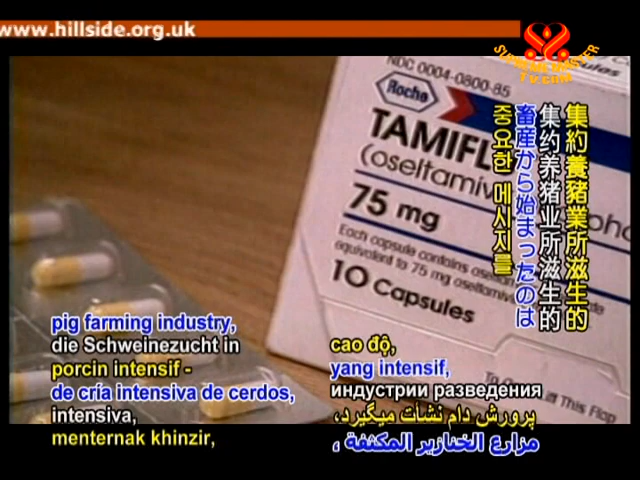 www.hillside.org.uk
SUPREME MASTER
TV.COM
NDC 0004-0800-85
Roche
TAMIFL
(oseltamiv
75 mg
Each capsule contains
equivalent to 75 mg oseltamivir
10 Capsules
This Flap
集約養豬業所滋生的
集约养猪业所滋生的
畜産から始まったのは
중요한 메시지를
pig farming industry,
die Schweinezucht in
porcin intensif -
de cría intensiva de cerdos,
intensiva,
menternak khinzir,
cao độ,
yang intensif,
индустрии разведения
پرورش دام نشأت میگیرد،
مزارع الخنازير المكثفة ،